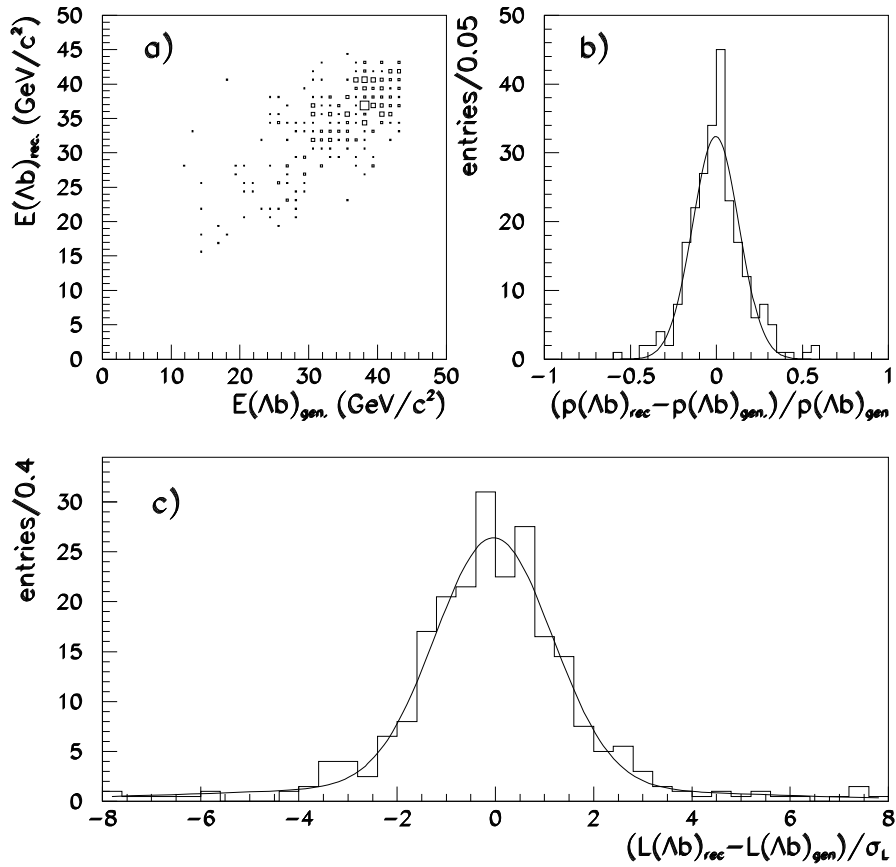 a)
E(Λb)rec. (GeV/c²)
50
45
40
35
30
25
20
15
10
5
0
0 10 20 30 40 50
E(Λb)gen. (GeV/c²)
b)
entries/0.05
50
40
30
20
10
0
−1 −0.5 0 0.5 1
(p(Λb)rec−p(Λb)gen.)/p(Λb)gen
c)
entries/0.4
30
25
20
15
10
5
0
−8 −6 −4 −2 0 2 4 6 8
(L(Λb)rec−L(Λb)gen)/σL